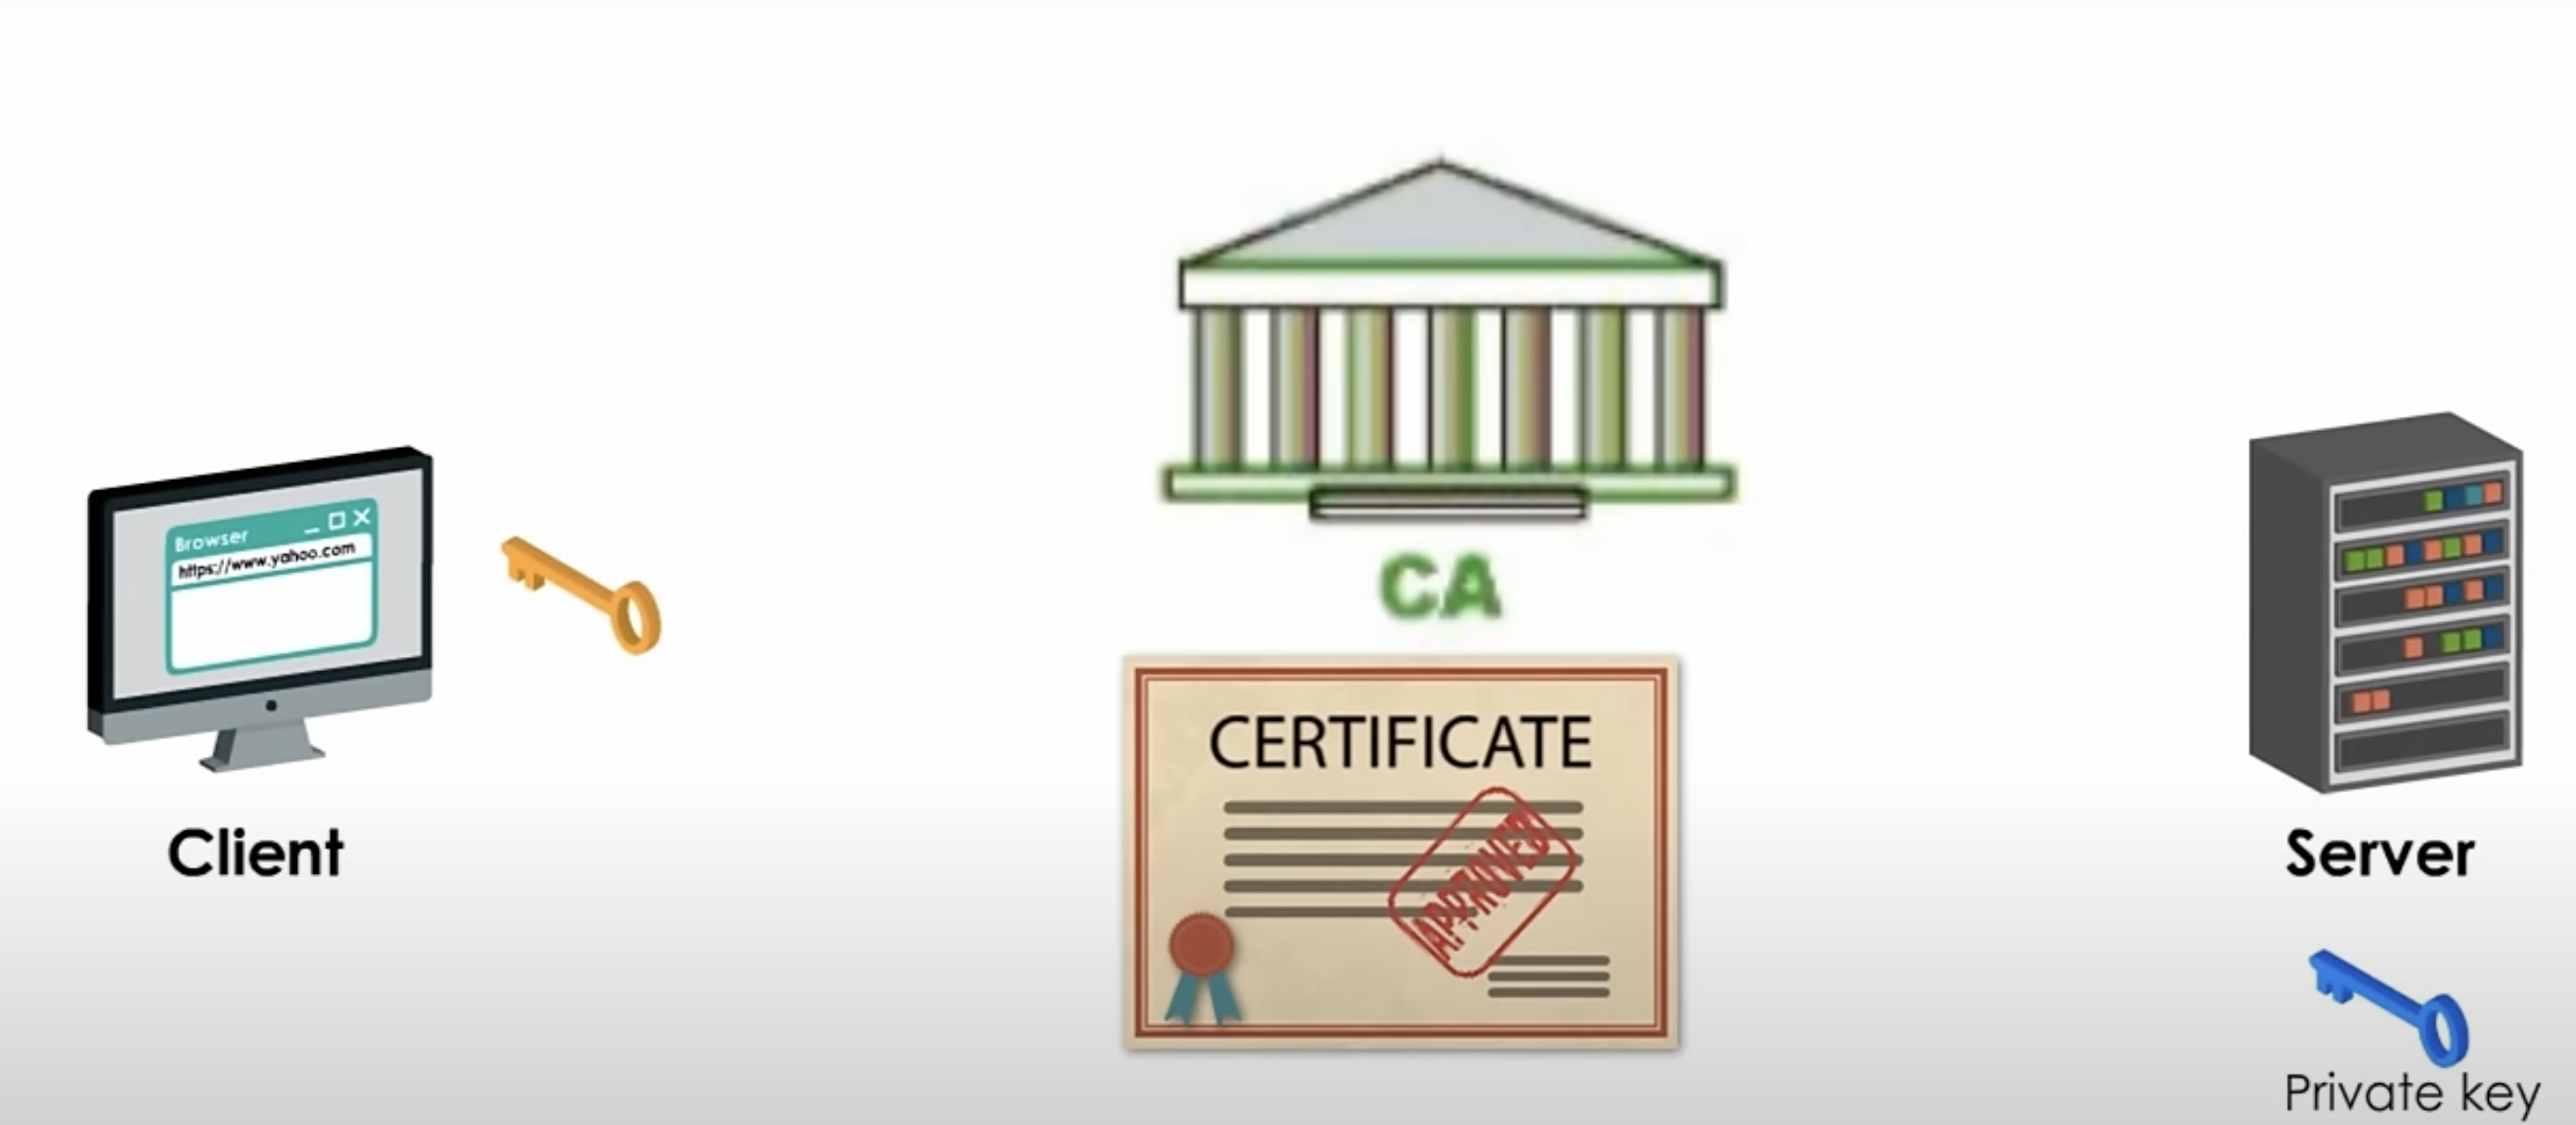 CA
Browser
https://www.yahoo.com
CERTIFICATE
APPROVED
Client
Server
Private key